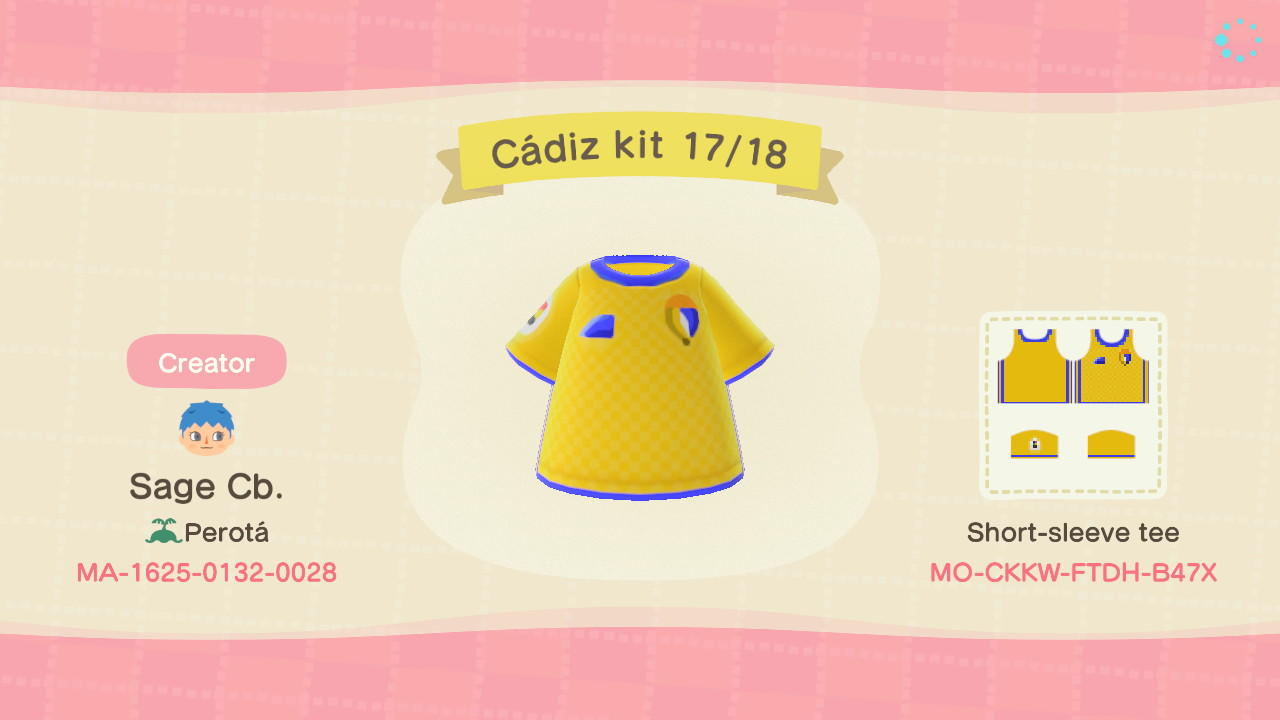 Cádiz kit 17/18
Creator
Sage Cb.
Perotá
MA-1625-0132-0028
Short-sleeve tee
MO-CKKW-FTDH-B47X